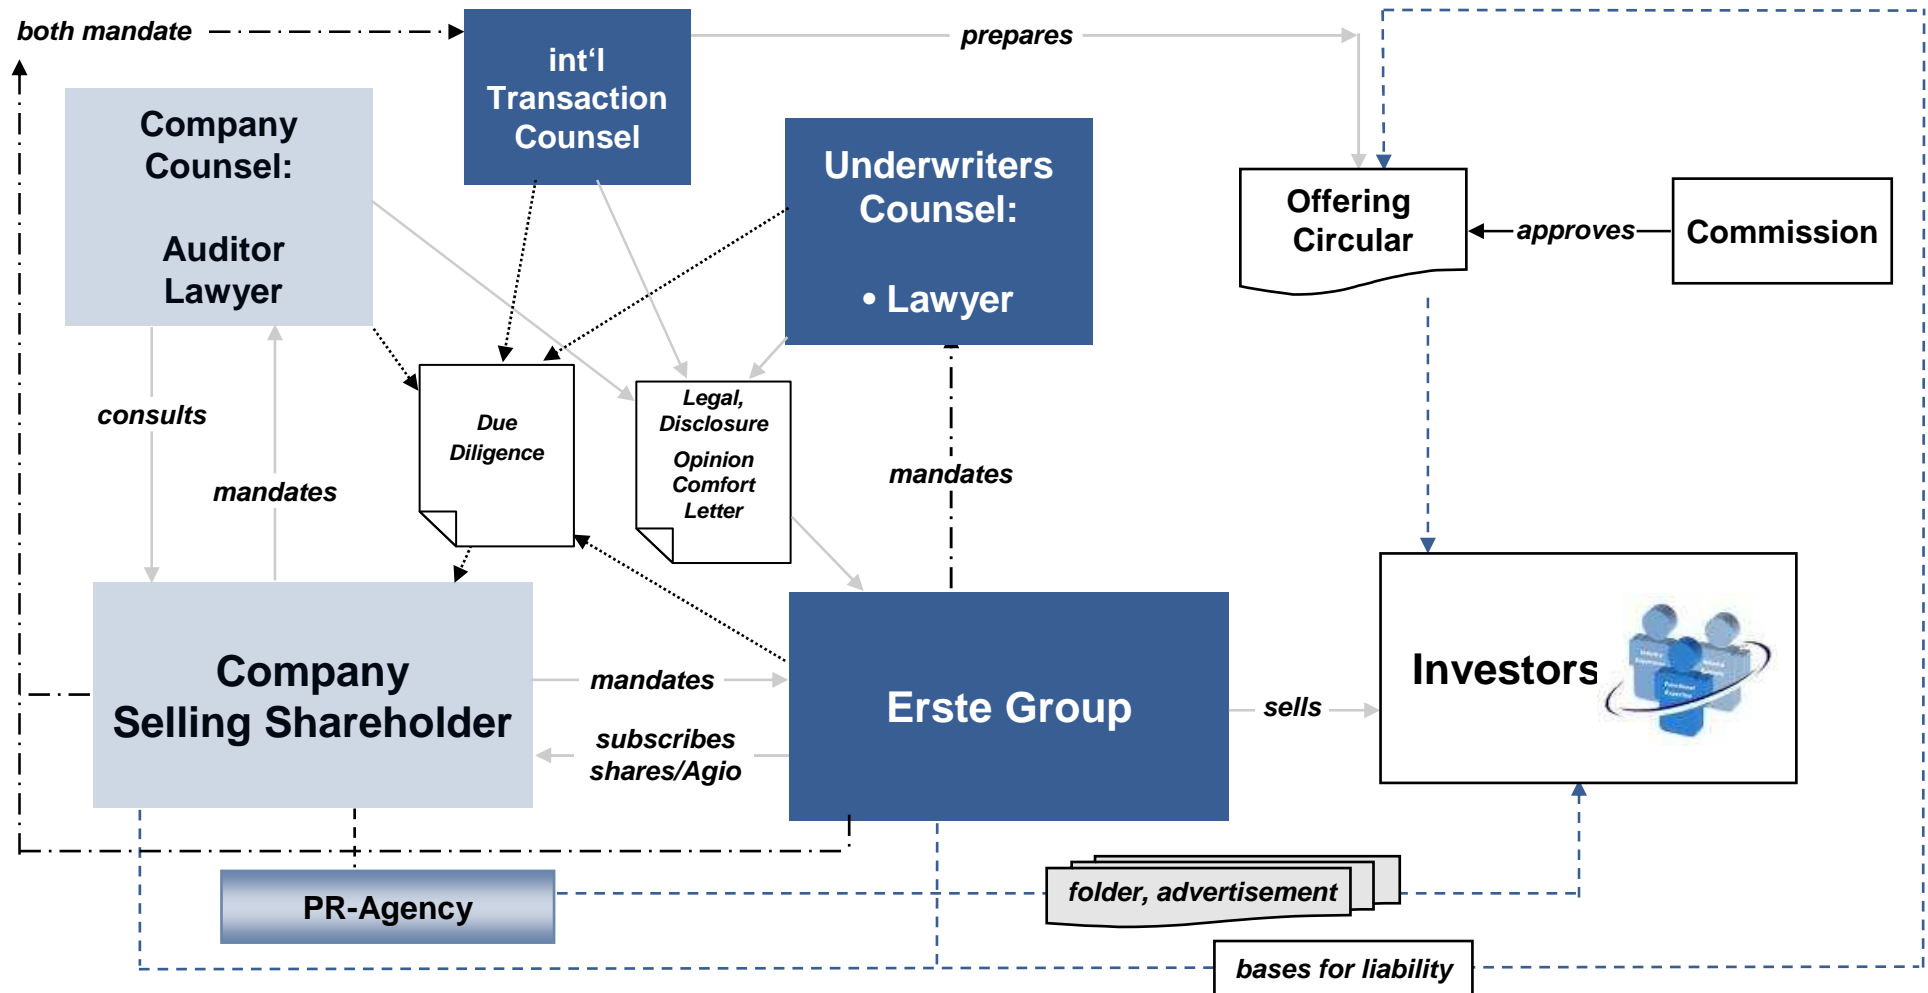 both mandate
int‘l
Transaction
Counsel
prepares
Company
Counsel:
Auditor
Lawyer
Underwriters
Counsel:
• Lawyer
Offering
Circular
approves
Commission
consults
mandates
Due
Diligence
Legal,
Disclosure
Opinion
Comfort
Letter
mandates
Company
Selling Shareholder
mandates
subscribes
shares/Agio
Erste Group
sells
Investors
PR-Agency
folder, advertisement
bases for liability